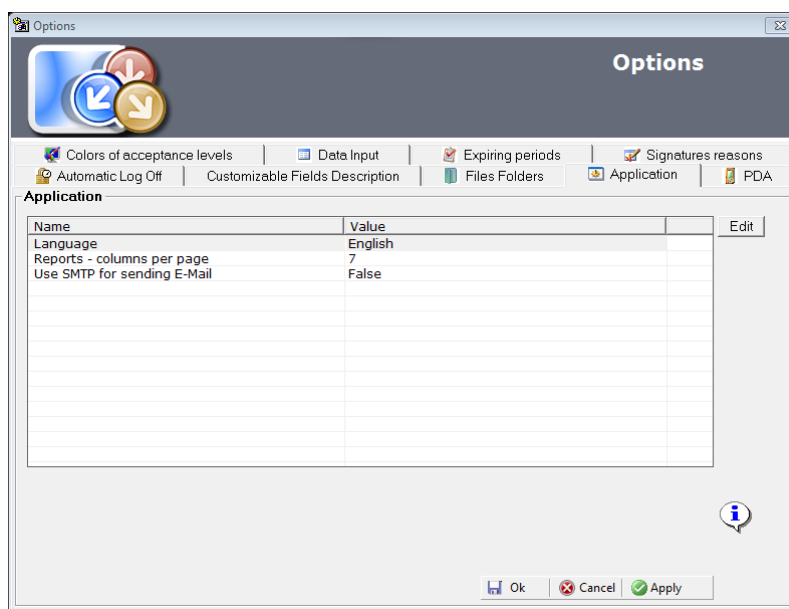 Options
Options
Colors of acceptance levels Data Input Expiring periods Signatures reasons
Automatic Log Off Customizable Fields Description Files Folders Application PDA
Application
Name Value Edit
Language English
Reports - columns per page 7
Use SMTP for sending E-Mail False
Ok Cancel Apply